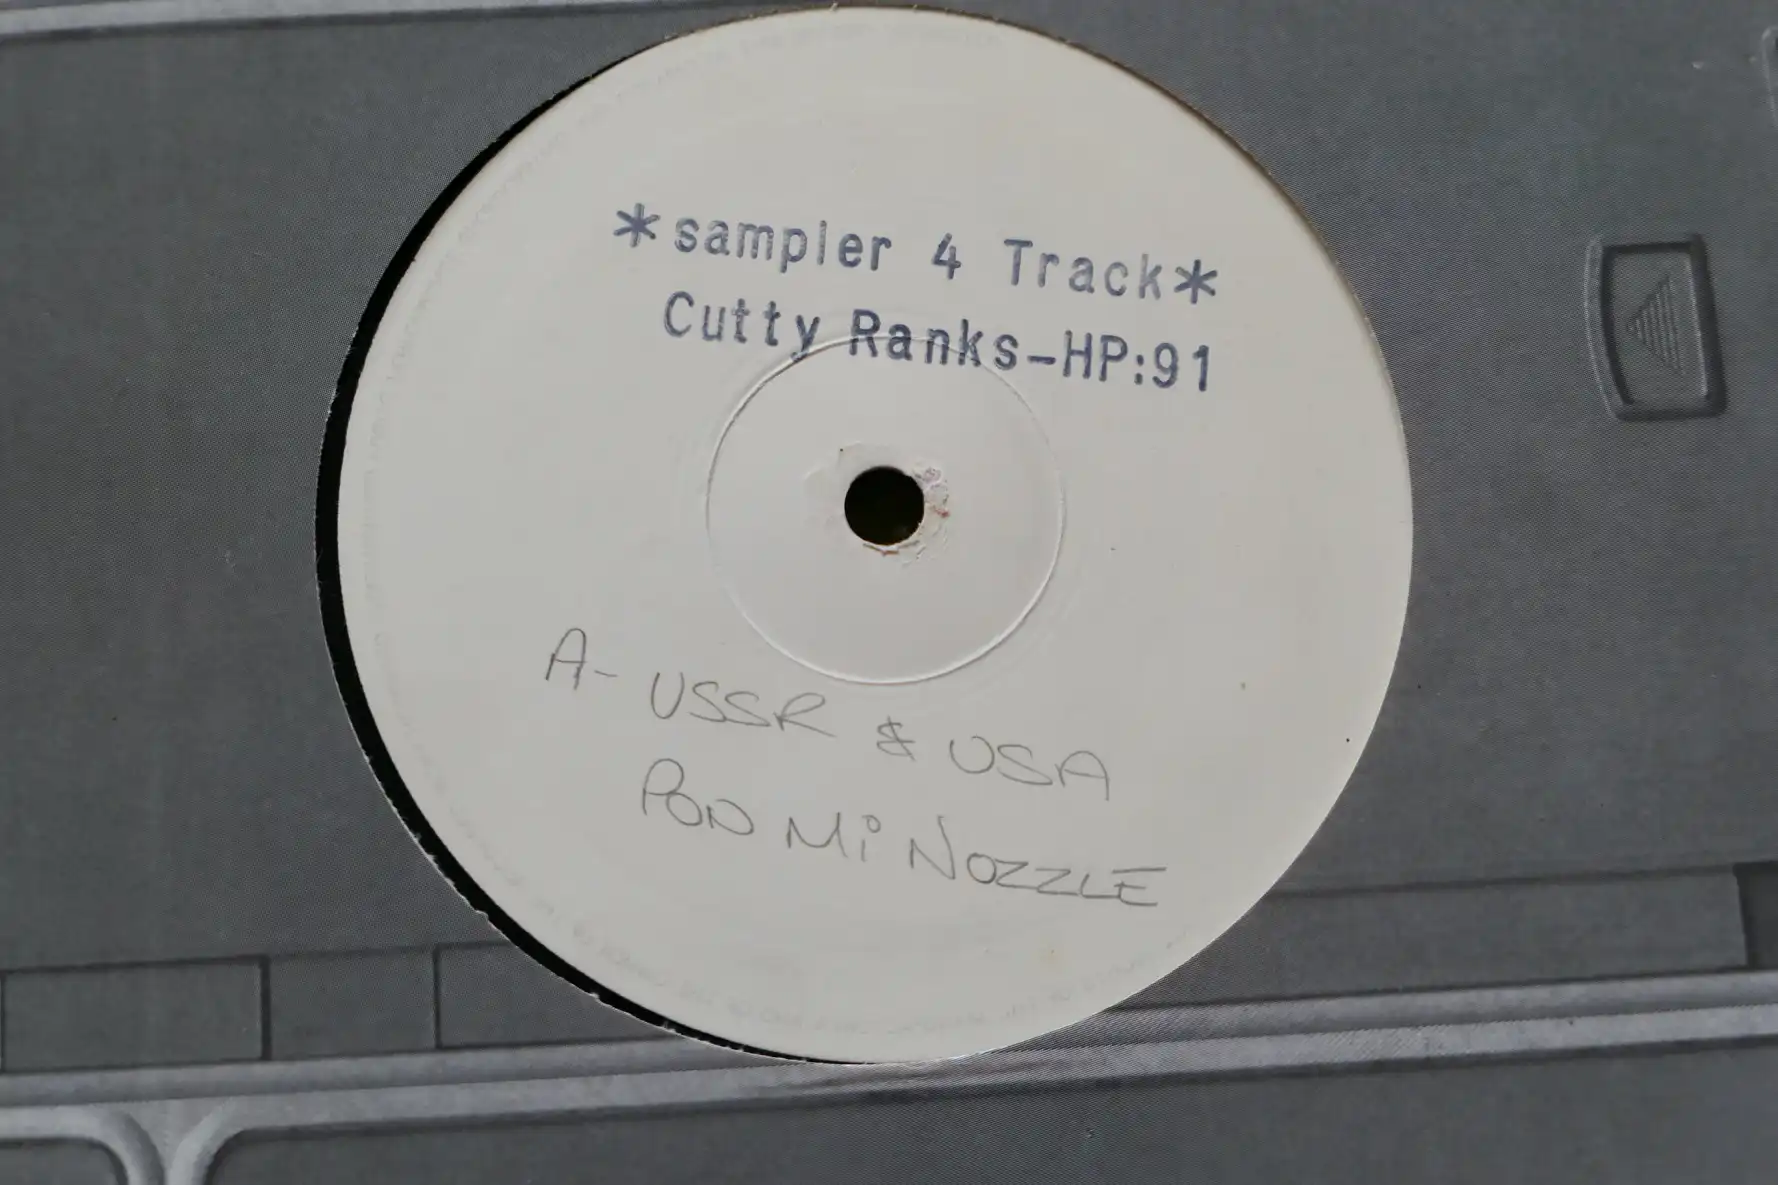 *sampler 4 Track*
Cutty Ranks-HP:91
A- USSR & USA
PON Mi NOZZLE